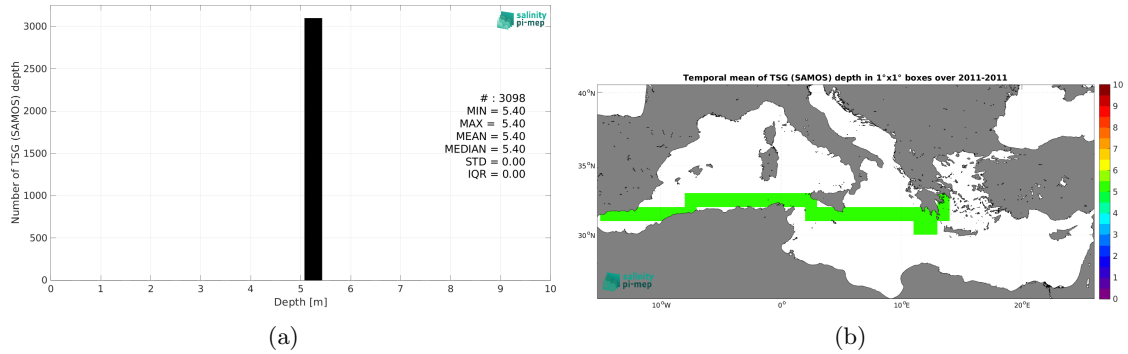 salinity
pi-mep
3000
2500
2000
1500
1000
500
0
Number of TSG (SAMOS) depth
# : 3098
MIN = 5.40
MAX = 5.40
MEAN = 5.40
MEDIAN = 5.40
STD = 0.00
IQR = 0.00
0 1 2 3 4 5 6 7 8 9 10
Depth [m]
(a)
Temporal mean of TSG (SAMOS) depth in 1°x1° boxes over 2011-2011
40°N
35°N
30°N
10°W 0° 10°E 20°E
salinity
pi-mep
10
9
8
7
6
5
4
3
2
1
0
(b)